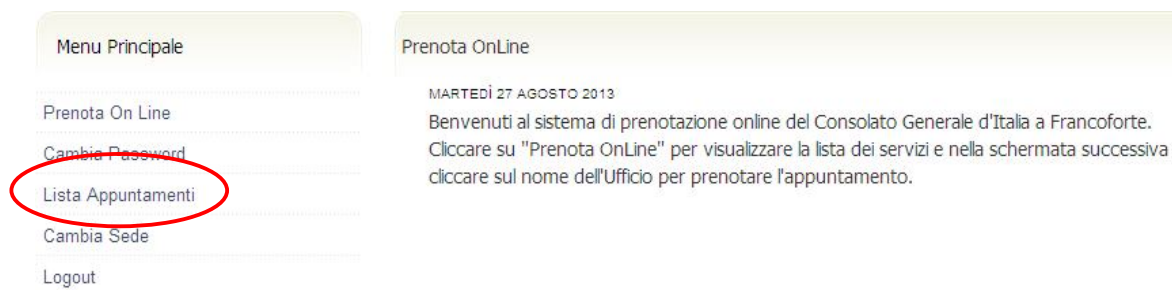 Menu Principale
Prenota On Line
Cambia Password
Lista Appuntamenti
Cambia Sede
Logout
Prenota OnLine
MARTEDÌ 27 AGOSTO 2013
Benvenuti al sistema di prenotazione online del Consolato Generale d'Italia a Francoforte.
Cliccare su "Prenota OnLine" per visualizzare la lista dei servizi e nella schermata successiva
cliccare sul nome dell'Ufficio per prenotare l'appuntamento.